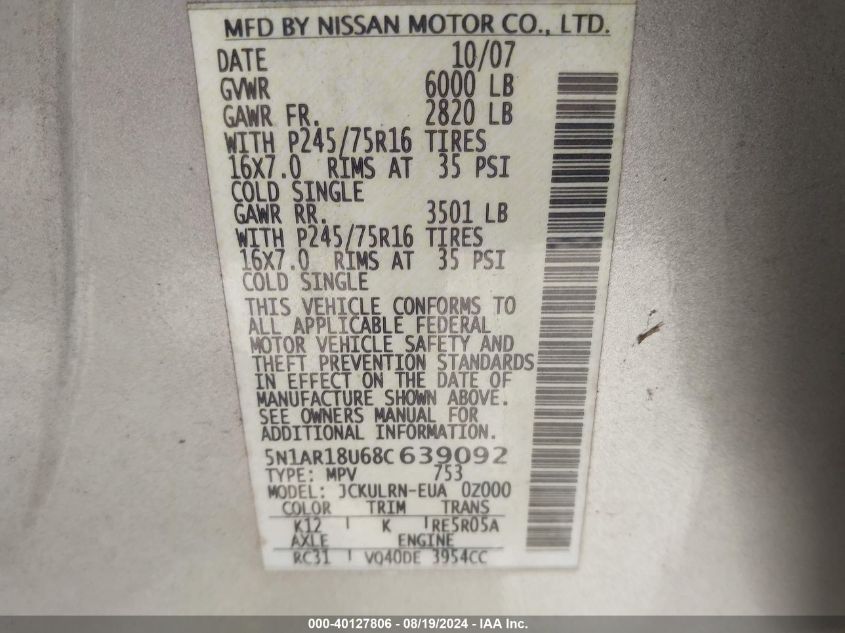 MFD BY NISSAN MOTOR CO., LTD.
DATE 10/07
GVWR 6000 LB
GAWR FR. 2820 LB
WITH P245/75R16 TIRES
16X7.0 RIMS AT 35 PSI
COLD SINGLE
GAWR RR. 3501 LB
WITH P245/75R16 TIRES
16X7.0 RIMS AT 35 PSI
COLD SINGLE
THIS VEHICLE CONFORMS TO
ALL APPLICABLE FEDERAL
MOTOR VEHICLE SAFETY AND
THEFT PREVENTION STANDARDS
IN EFFECT ON THE DATE OF
MANUFACTURE SHOWN ABOVE.
SEE OWNERS MANUAL FOR
ADDITIONAL INFORMATION.
5N1AR18U68C639092
TYPE: MPV 753
MODEL: JCKULRN-EUA 0Z000
COLOR TRIM TRANS
K12 K RE5R05A
AXLE ENGINE
RC31 VQ40DE 3954CC
000-40127806 - 08/19/2024 - IAA Inc.